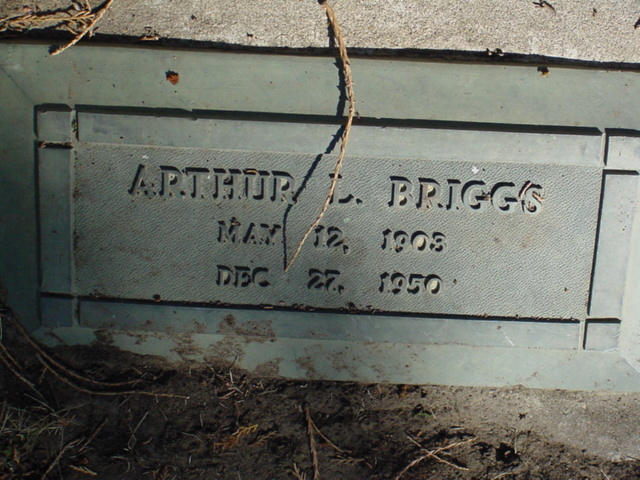 ARTHUR L. BRIGGS
MAY 12, 1903
DEC 27, 1950